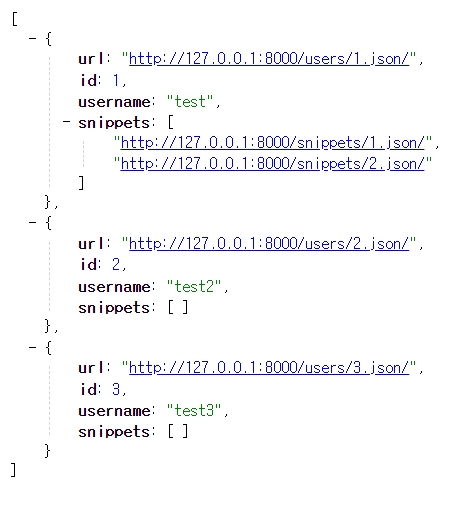 [
- {
url: "http://127.0.0.1:8000/users/1.json/",
id: 1,
username: "test",
- snippets: [
"http://127.0.0.1:8000/snippets/1.json/",
"http://127.0.0.1:8000/snippets/2.json/"
]
},
- {
url: "http://127.0.0.1:8000/users/2.json/",
id: 2,
username: "test2",
snippets: [ ]
},
- {
url: "http://127.0.0.1:8000/users/3.json/",
id: 3,
username: "test3",
snippets: [ ]
}
]